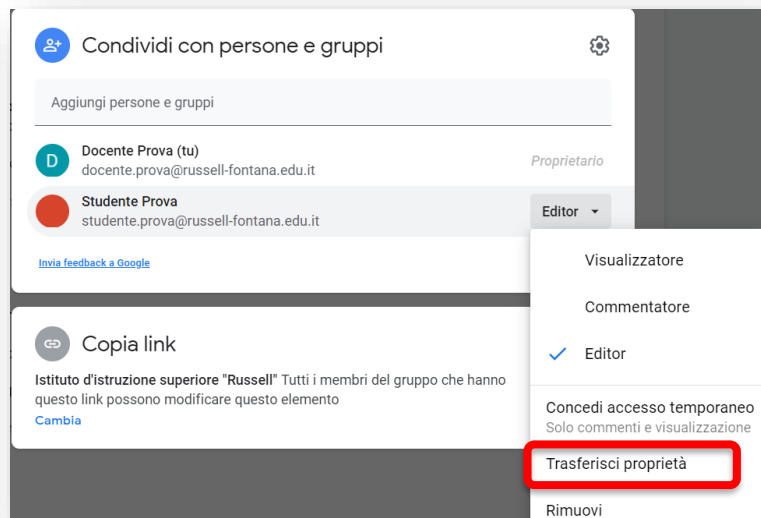 Condividi con persone e gruppi
Aggiungi persone e gruppi
D
Docente Prova (tu)
docente.prova@russell-fontana.edu.it
Proprietario
Studente Prova
studente.prova@russell-fontana.edu.it
Editor
Invia feedback a Google
Visualizzatore
Commentatore
Editor
Concedi accesso temporaneo
Solo commenti e visualizzazione
Trasferisci proprietà
Rimuovi
Copia link
Istituto d'istruzione superiore "Russell" Tutti i membri del gruppo che hanno
questo link possono modificare questo elemento
Cambia